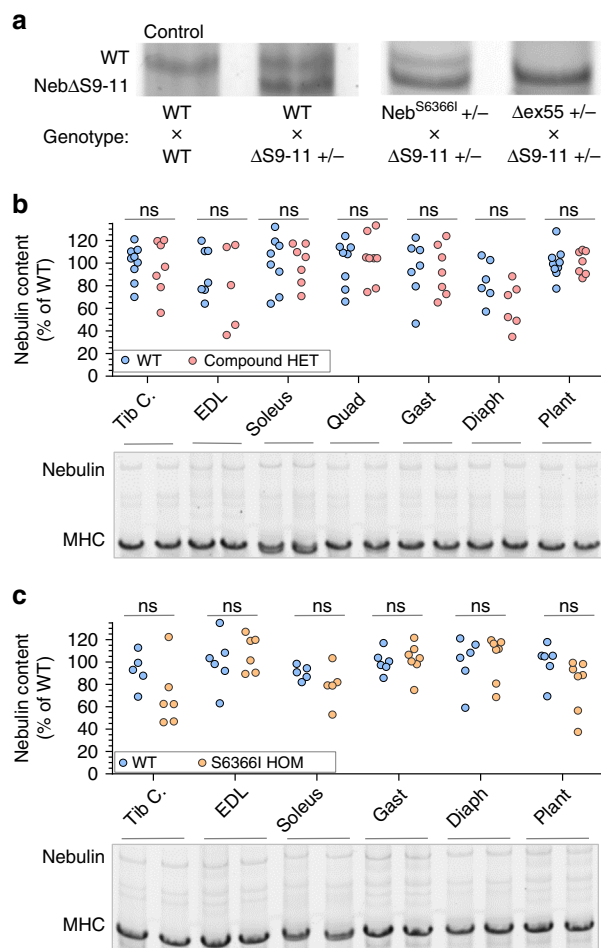 a
Control
WT
NebΔS9-11
Genotype:
WT
×
WT
WT
×
ΔS9-11 +/–
Neb^S6366I +/–
×
ΔS9-11 +/–
Δex55 +/–
×
ΔS9-11 +/–
b
ns ns ns ns ns ns ns
Nebulin content
(% of WT)
120
100
80
60
40
20
0
WT Compound HET
Tib C. EDL Soleus Quad Gast Diaph Plant
Nebulin
MHC
c
ns ns ns ns ns ns
Nebulin content
(% of WT)
120
100
80
60
40
20
0
WT S6366I HOM
Tib C. EDL Soleus Gast Diaph Plant
Nebulin
MHC